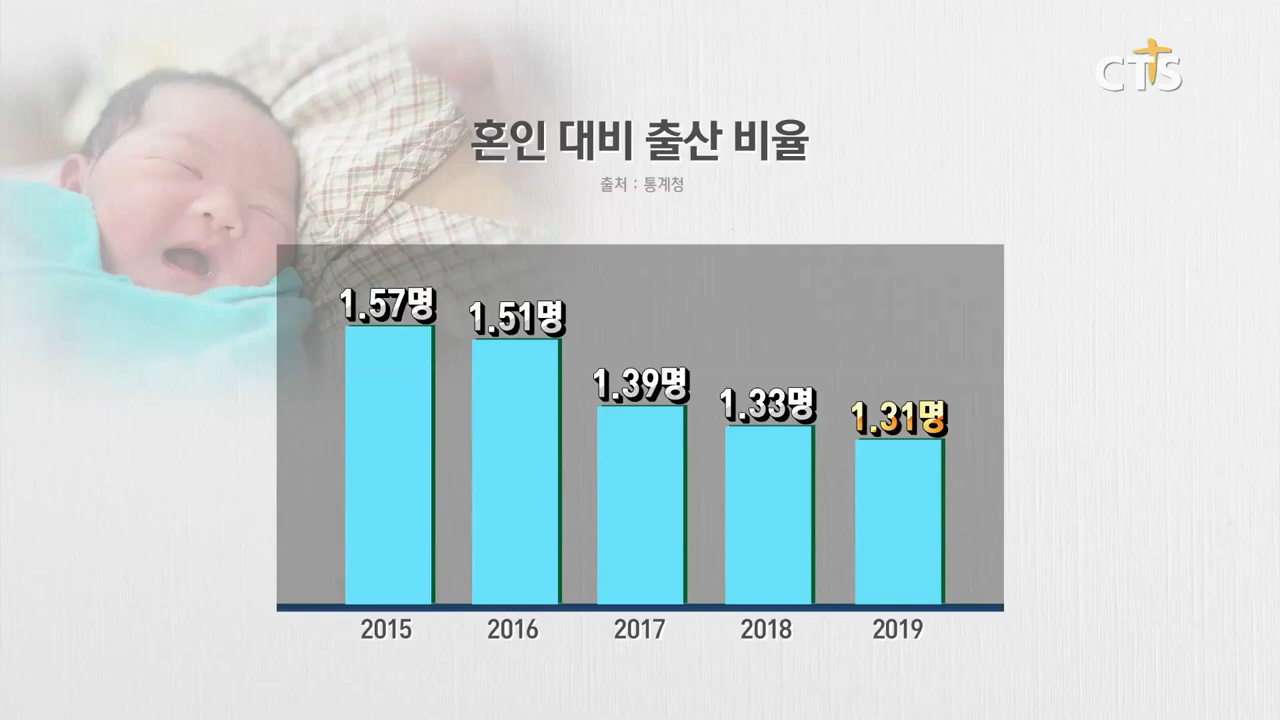 CTS
혼인 대비 출산 비율
출처 : 통계청
1.57명
1.51명
1.39명
1.33명
1.31명
2015
2016
2017
2018
2019